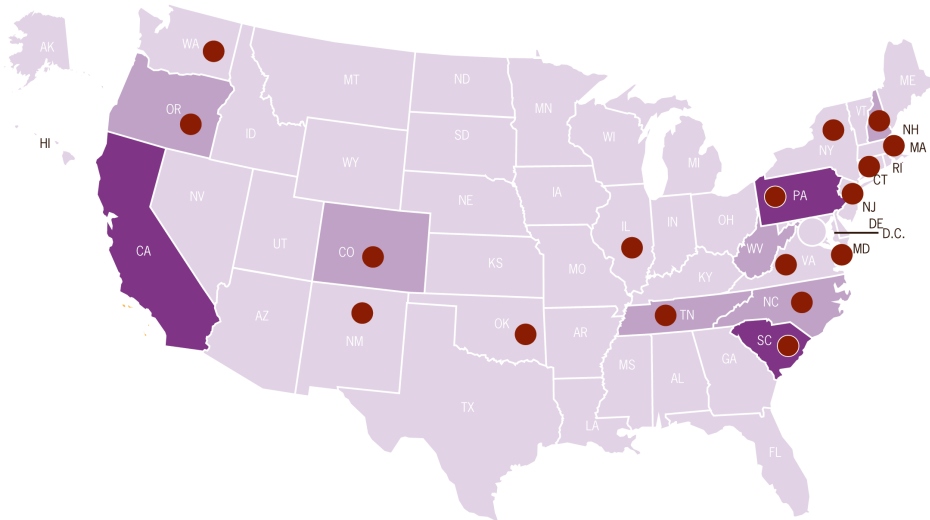 AK
WA
MT
ND
MN
ME
VT
OR
ID
SD
WI
NH
MA
NY
HI
WY
MI
RI
CT
NV
NE
IA
PA
NJ
CA
UT
CO
IL
IN
OH
DE
D.C.
WV
MD
KS
MO
KY
VA
AZ
NM
OK
AR
TN
NC
SC
MS
AL
GA
TX
LA
FL